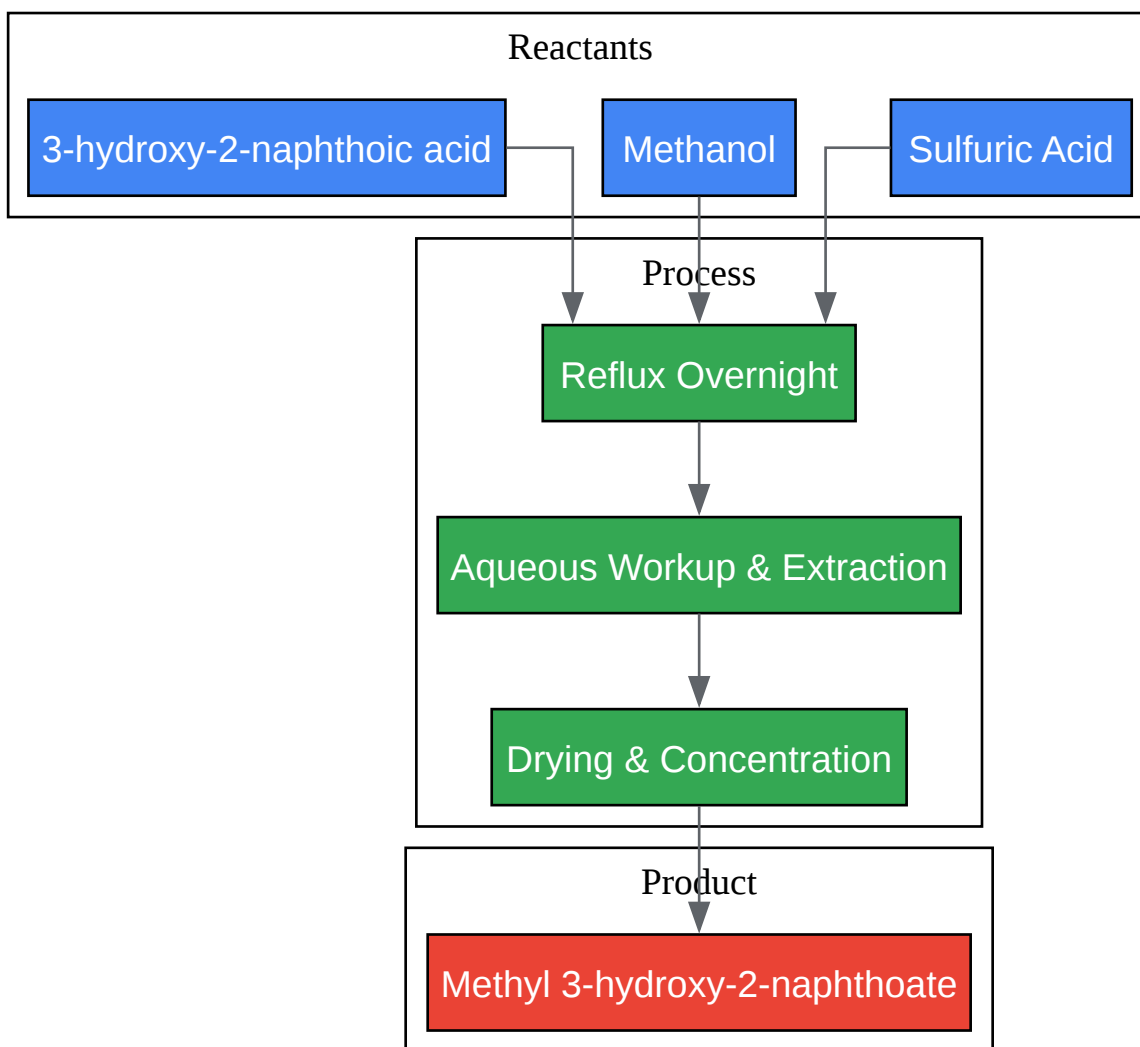 Reactants
3-hydroxy-2-naphthoic acid
Methanol
Sulfuric Acid
Process
Reflux Overnight
Aqueous Workup & Extraction
Drying & Concentration
Product
Methyl 3-hydroxy-2-naphthoate